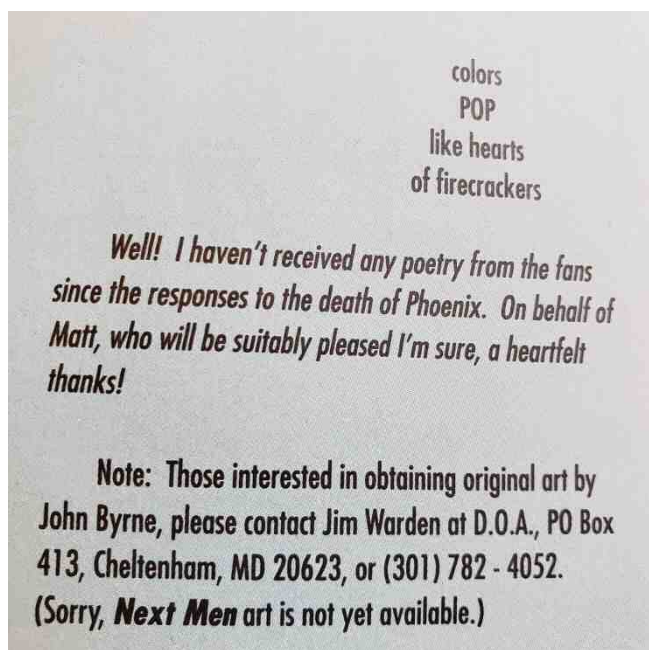 colors
POP
like hearts
of firecrackers
Well! I haven't received any poetry from the fans
since the responses to the death of Phoenix. On behalf of
Matt, who will be suitably pleased I'm sure, a heartfelt
thanks!
Note: Those interested in obtaining original art by
John Byrne, please contact Jim Warden at D.O.A., PO Box
413, Cheltenham, MD 20623, or (301) 782 - 4052.
(Sorry, Next Men art is not yet available.)